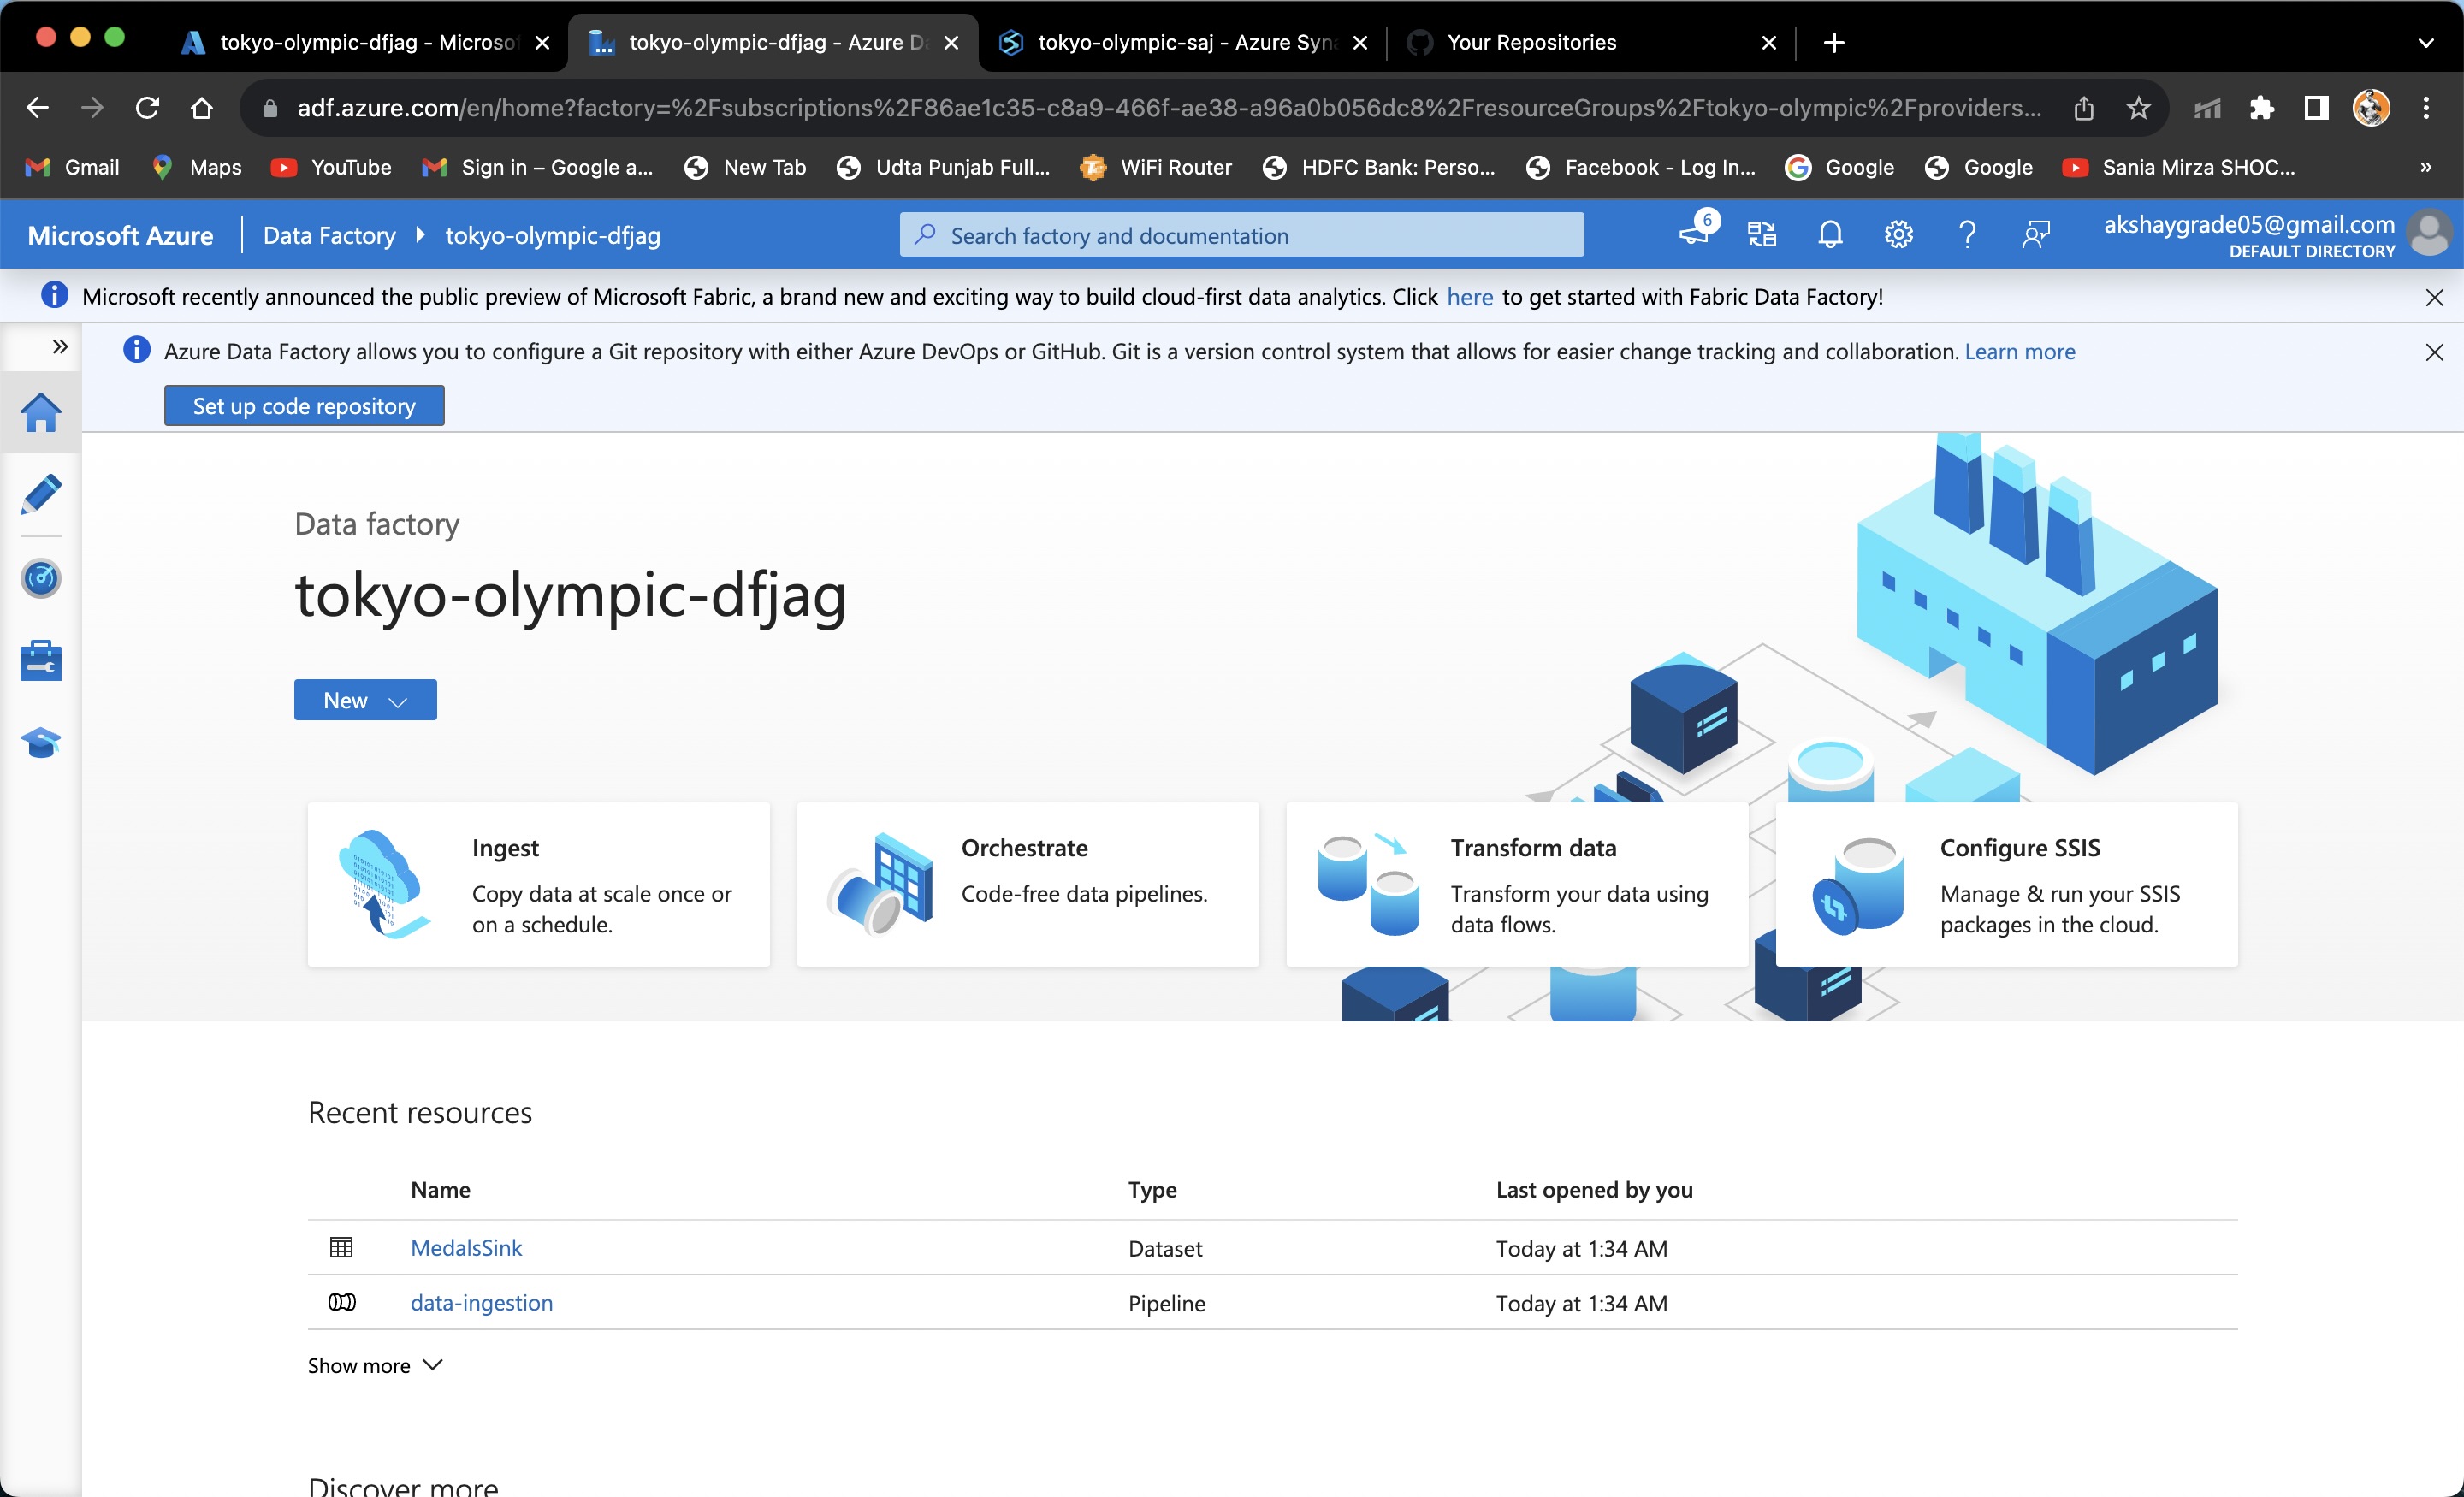 tokyo-olympic-dfjag - Microso
tokyo-olympic-dfjag - Azure Da
tokyo-olympic-saj - Azure Syna
Your Repositories
adf.azure.com/en/home?factory=%2Fsubscriptions%2F86ae1c35-c8a9-466f-ae38-a96a0b056dc8%2FresourceGroups%2Ftokyo-olympic%2Fproviders...
Gmail
Maps
YouTube
Sign in – Google a...
New Tab
Udta Punjab Full...
WiFi Router
HDFC Bank: Perso...
Facebook - Log In...
Google
Google
Sania Mirza SHOC...
»
Microsoft Azure
Data Factory
tokyo-olympic-dfjag
Search factory and documentation
6
akshaygrade05@gmail.com
DEFAULT DIRECTORY
Microsoft recently announced the public preview of Microsoft Fabric, a brand new and exciting way to build cloud-first data analytics. Click here to get started with Fabric Data Factory!
Azure Data Factory allows you to configure a Git repository with either Azure DevOps or GitHub. Git is a version control system that allows for easier change tracking and collaboration. Learn more
Set up code repository
Data factory
tokyo-olympic-dfjag
New
Ingest
Copy data at scale once or
on a schedule.
Orchestrate
Code-free data pipelines.
Transform data
Transform your data using
data flows.
Configure SSIS
Manage & run your SSIS
packages in the cloud.
Recent resources
Name Type Last opened by you
MedalsSink Dataset Today at 1:34 AM
data-ingestion Pipeline Today at 1:34 AM
Show more
Discover more